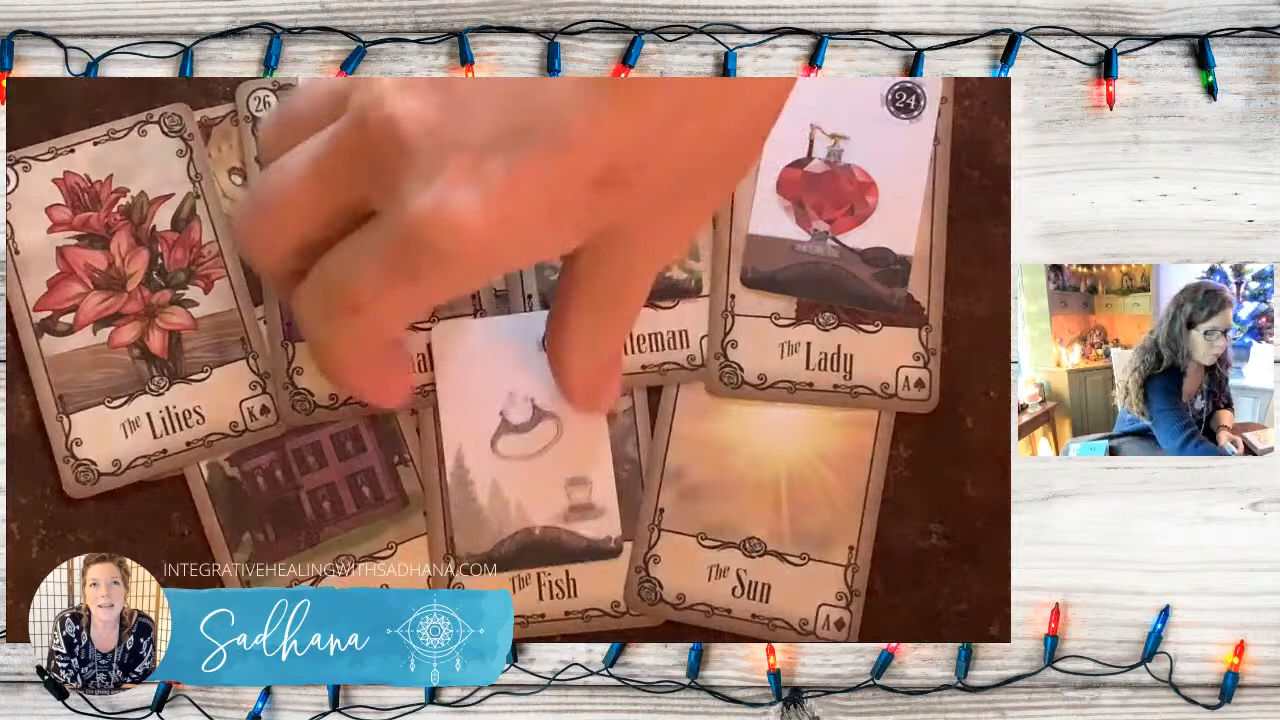 26
24
The Lilies
K♠
The Lady
A♠
The Fish
The Sun
A♦
INTEGRATIVEHEALINGWITHSADHANA.COM
Sadhana